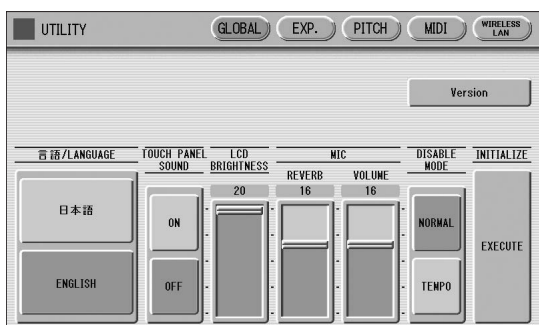 UTILITY
GLOBAL
EXP.
PITCH
MIDI
WIRELESS
LAN
Version
言語/LANGUAGE
TOUCH PANEL
SOUND
LCD
BRIGHTNESS
MIC
DISABLE
MODE
INITIALIZE
REVERB
VOLUME
20
16
16
日本語
ON
NORMAL
EXECUTE
ENGLISH
OFF
TEMPO